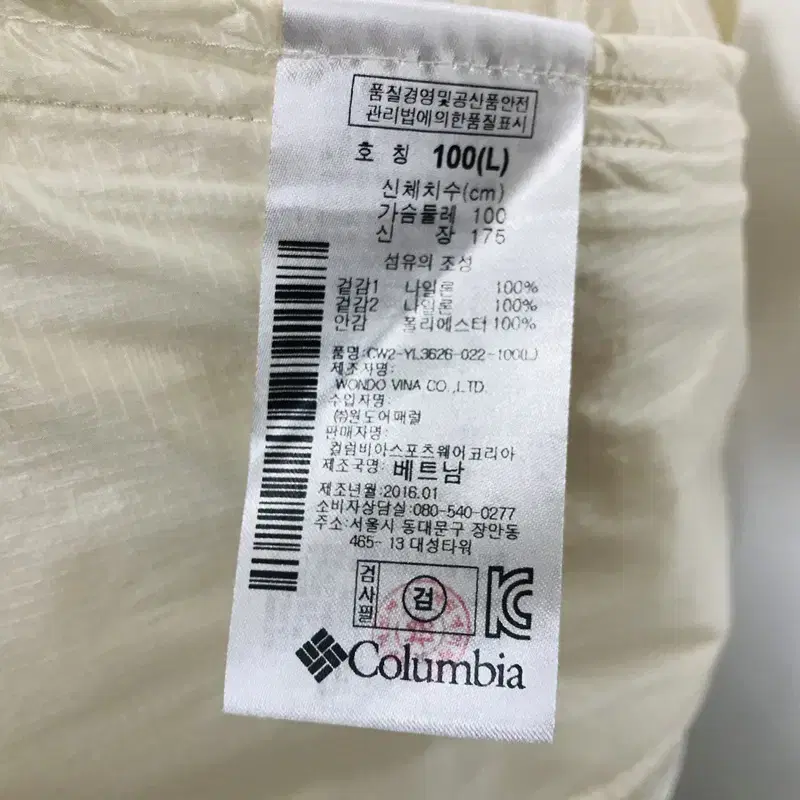 품질경영및공산품안전
관리법에의한품질표시
호 칭 100(L)
신체치수(cm)
가슴둘레 100
신 장 175
섬유의 조성
겉감1 나일론 100%
겉감2 나일론 100%
안감 폴리에스터 100%
품명:CW2-YL3626-022-100(L)
제조자명:
WONDO VINA CO.,LTD.
수입자명:
㈜원도어패럴
판매자명:
컬럼비아스포츠웨어코리아
제조국명: 베트남
제조년월:2016.01
소비자상담실:080-540-0277
주소:서울시 동대문구 장안동
465-13 대성타워
검사필 검
Columbia